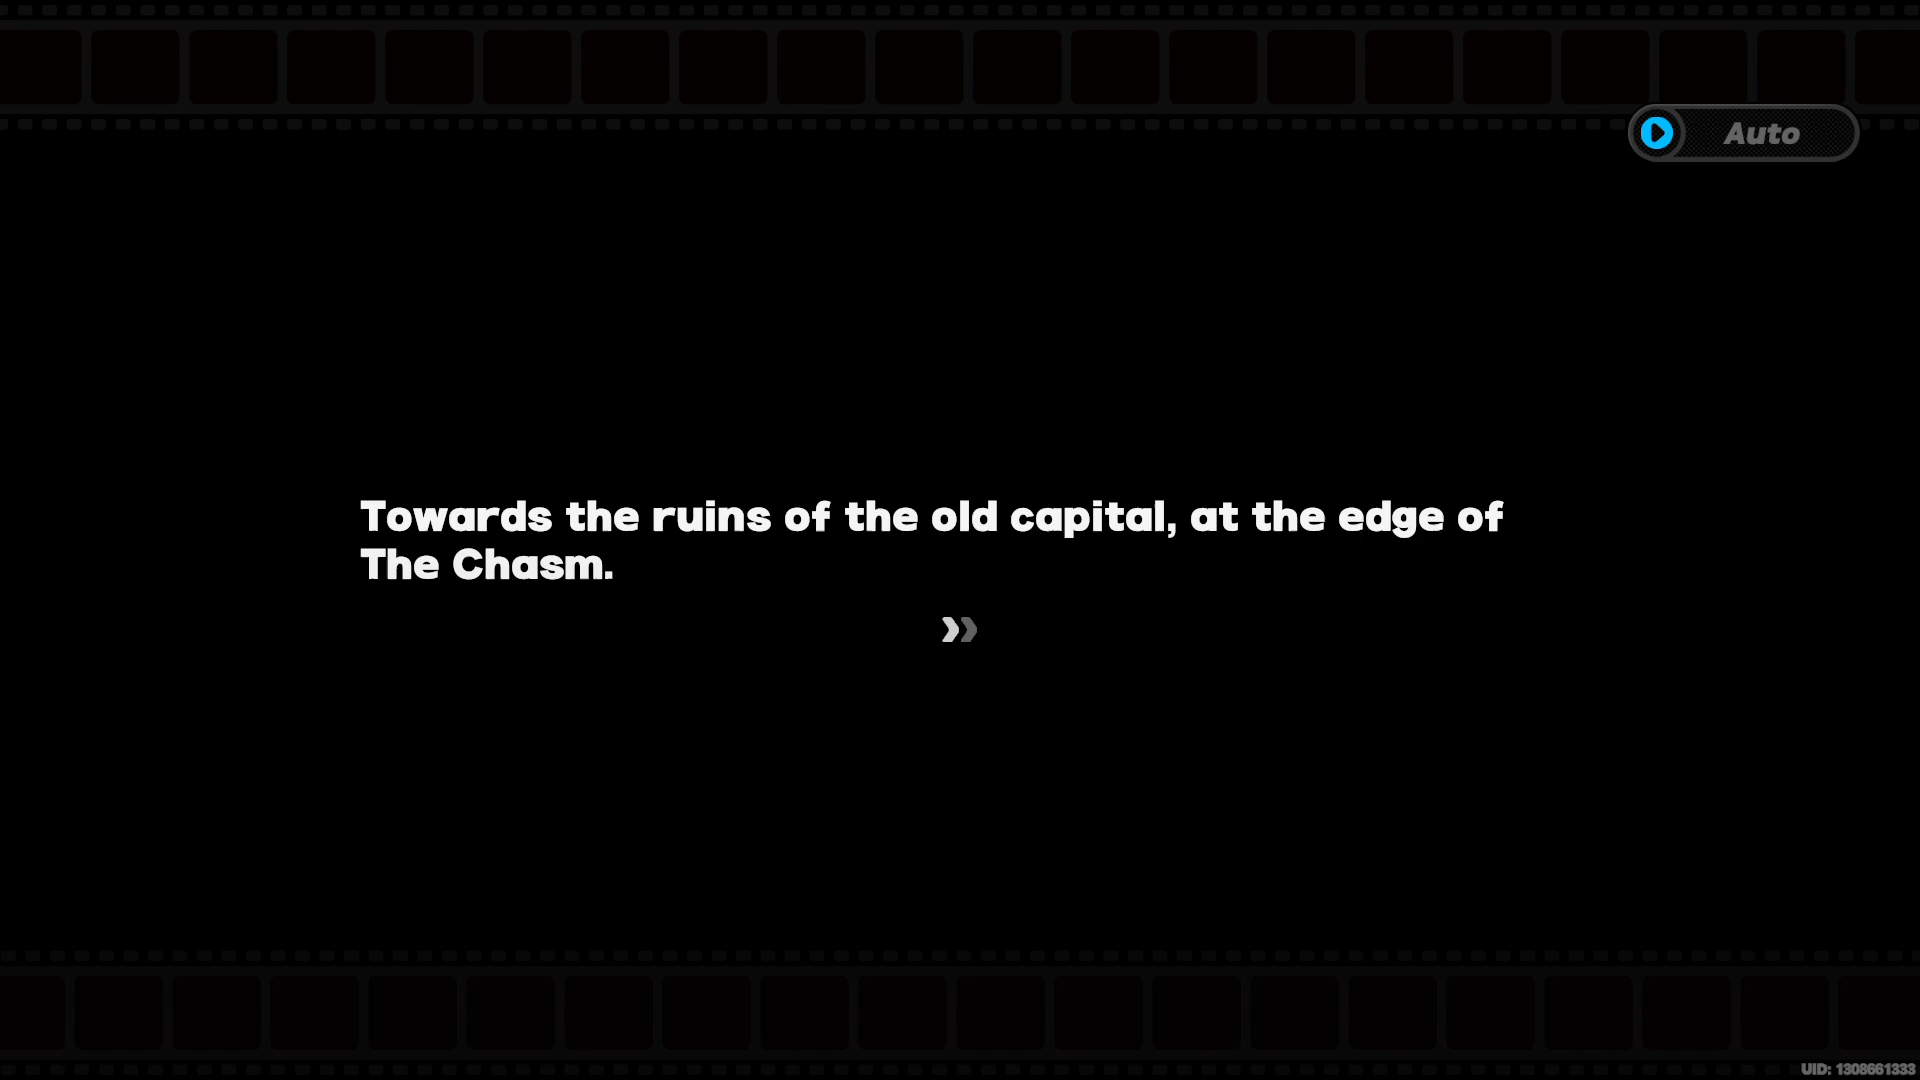 Auto
Towards the ruins of the old capital, at the edge of
The Chasm.
UID: 1308661333